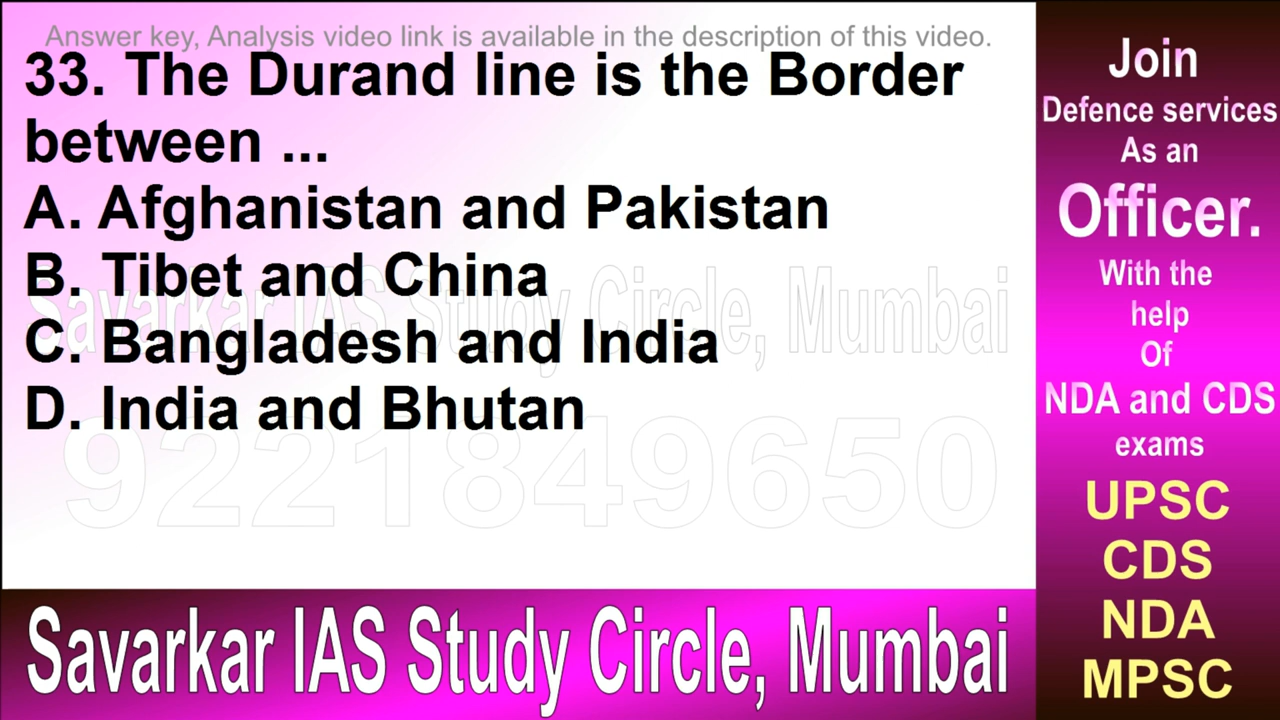 Answer key, Analysis video link is available in the description of this video.
33. The Durand line is the Border
between ...
A. Afghanistan and Pakistan
B. Tibet and China
C. Bangladesh and India
D. India and Bhutan
Savarkar IAS Study Circle, Mumbai
9221849650
Savarkar IAS Study Circle, Mumbai
Join
Defence services
As an
Officer.
With the
help
Of
NDA and CDS
exams
UPSC
CDS
NDA
MPSC